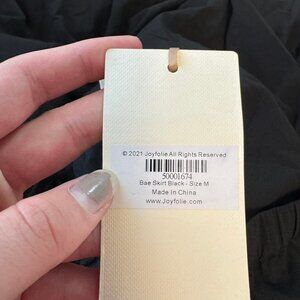 © 2021 Joyfolie All Rights Reserved
50001674
Bae Skirt Black - Size M
Made In China
www.Joyfolie.com